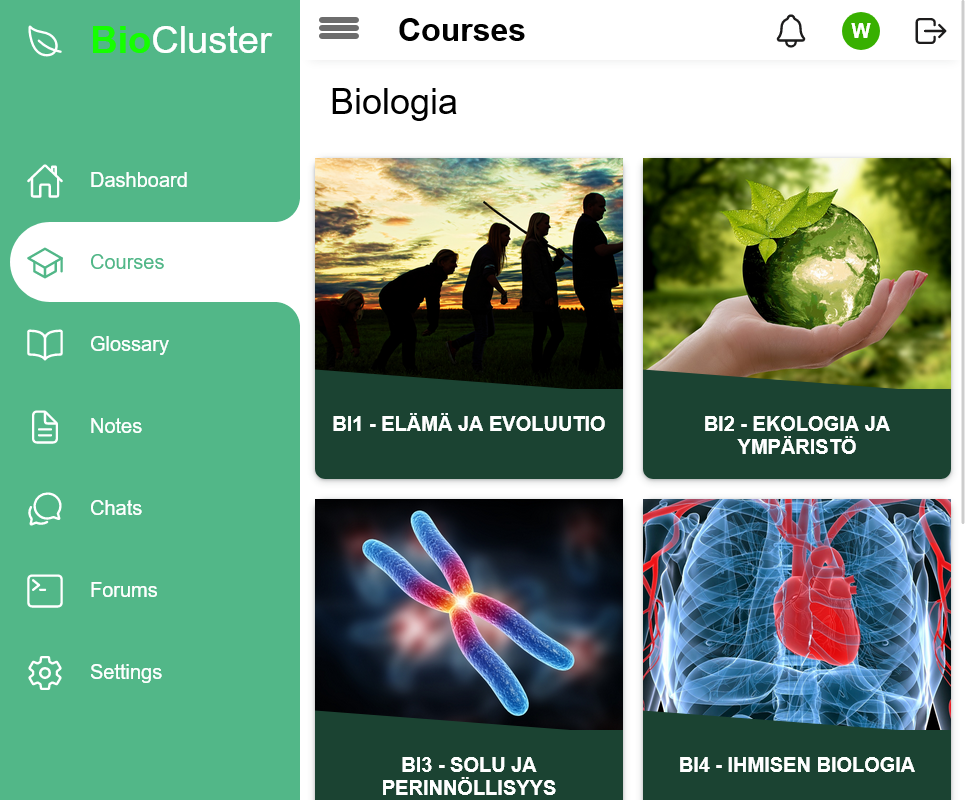 BioCluster
Courses
W
Dashboard
Courses
Glossary
Notes
Chats
Forums
Settings
Biologia
BI1 - ELÄMÄ JA EVOLUUTIO
BI2 - EKOLOGIA JA
YMPÄRISTÖ
BI3 - SOLU JA
PERINNÖLLISYYS
BI4 - IHMISEN BIOLOGIA